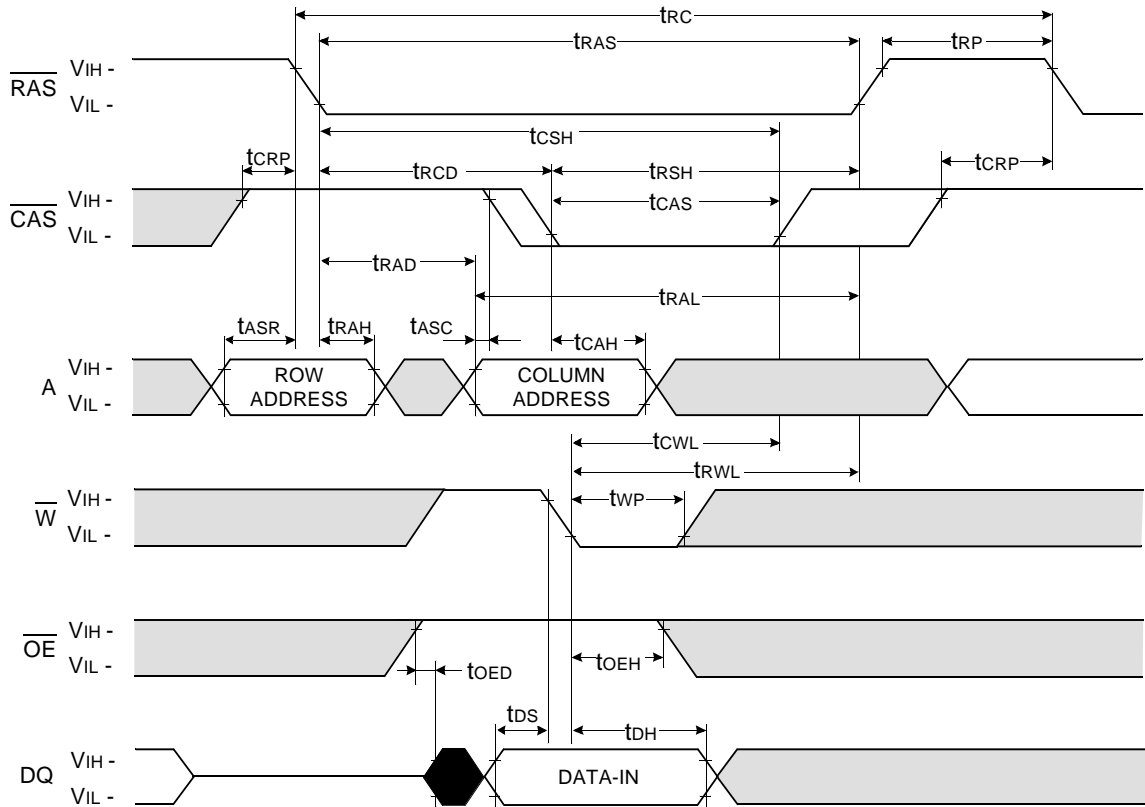 tRC
tRAS
tRP
RAS
VIH -
VIL -
tCSH
tCRP
tRCD
tRSH
tCRP
CAS
VIH -
VIL -
tCAS
tRAD
tRAL
tASR
tRAH
tASC
tCAH
A
VIH -
VIL -
ROW
ADDRESS
COLUMN
ADDRESS
tCWL
tRWL
W
VIH -
VIL -
tWP
OE
VIH -
VIL -
tOED
tOEH
tDS
tDH
DQ
VIH -
VIL -
DATA-IN